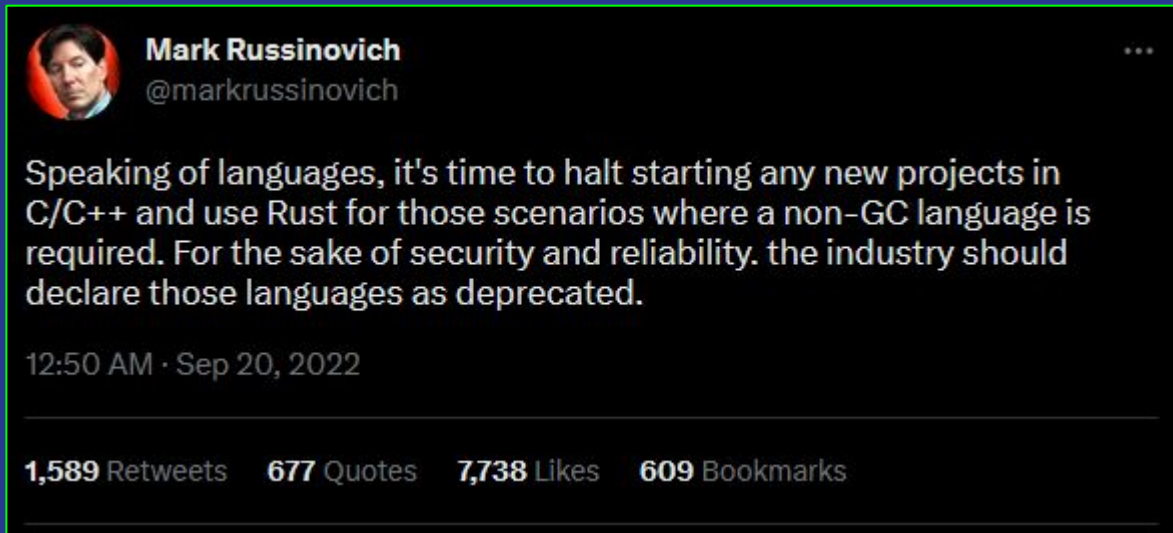 Mark Russinovich
@markrussinovich
Speaking of languages, it's time to halt starting any new projects in
C/C++ and use Rust for those scenarios where a non-GC language is
required. For the sake of security and reliability. the industry should
declare those languages as deprecated.
12:50 AM · Sep 20, 2022
1,589 Retweets 677 Quotes 7,738 Likes 609 Bookmarks